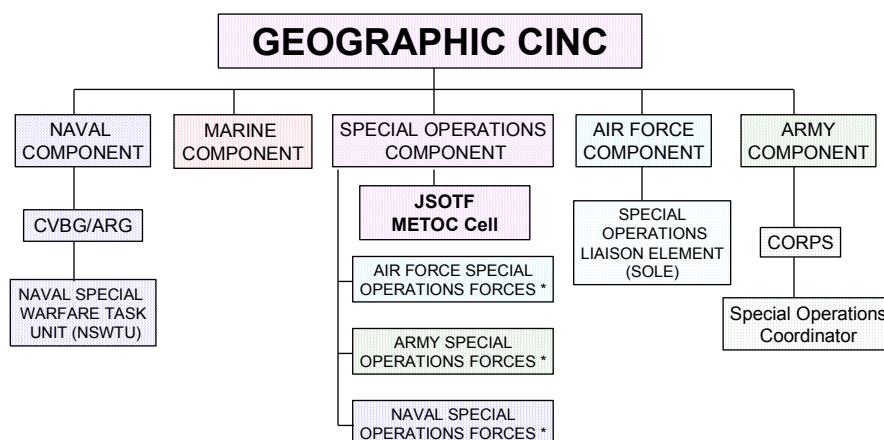 GEOGRAPHIC CINC
NAVAL
COMPONENT
MARINE
COMPONENT
SPECIAL OPERATIONS
COMPONENT
AIR FORCE
COMPONENT
ARMY
COMPONENT
CVBG/ARG
NAVAL SPECIAL
WARFARE TASK
UNIT (NSWTU)
JSOTF
METOC Cell
AIR FORCE SPECIAL
OPERATIONS FORCES *
ARMY SPECIAL
OPERATIONS FORCES *
NAVAL SPECIAL
OPERATIONS FORCES *
SPECIAL
OPERATIONS
LIAISON ELEMENT
(SOLE)
CORPS
Special Operations
Coordinator